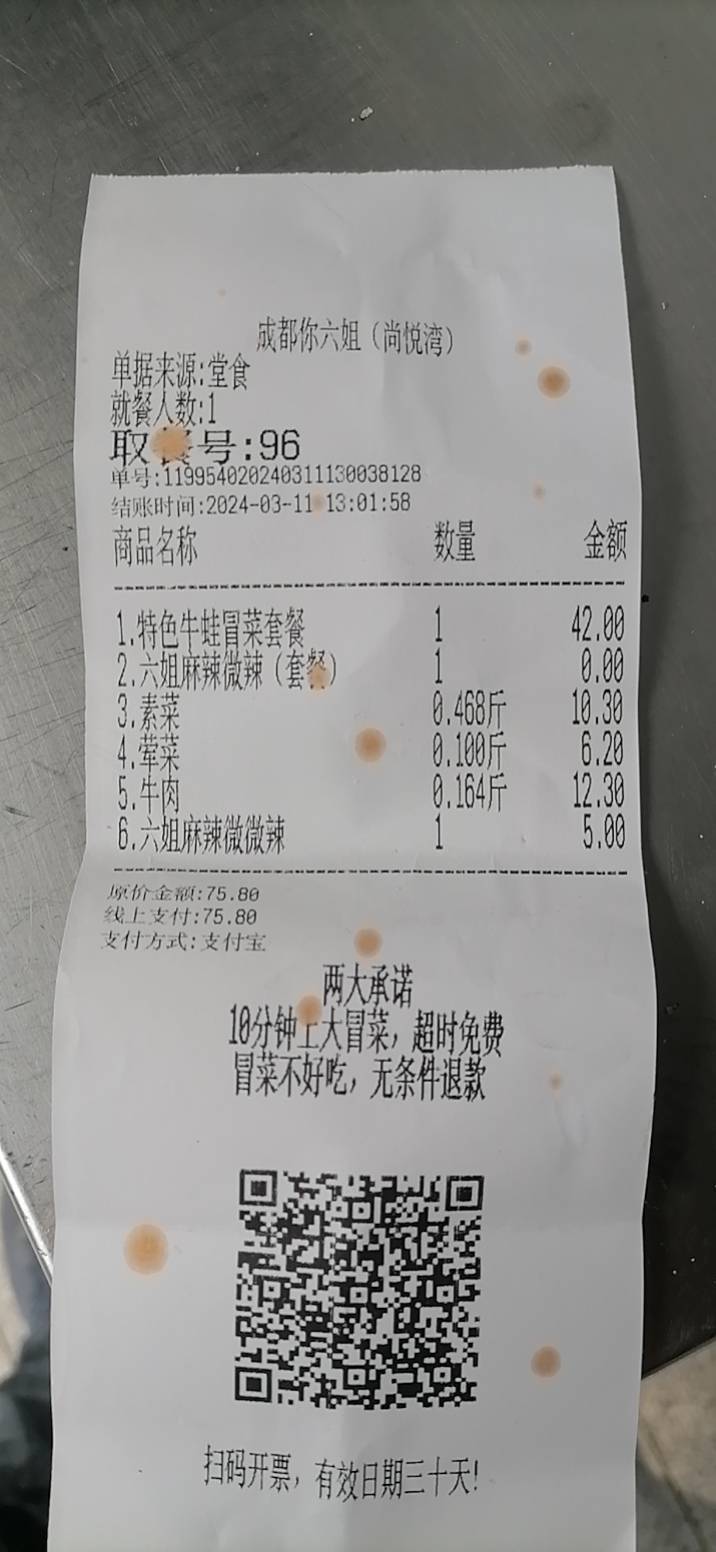 成都你六姐（尚悦湾）
单据来源:堂食
就餐人数:1
取餐号:96
单号:119954020240311130038128
结账时间:2024-03-11 13:01:58
商品名称 数量 金额
1.特色牛蛙冒菜套餐 1 42.00
2.六姐麻辣微辣（套餐） 1 0.00
3.素菜 0.468斤 10.30
4.荤菜 0.100斤 6.20
5.牛肉 0.164斤 12.30
6.六姐麻辣微微辣 1 5.00
原价金额:75.80
线上支付:75.80
支付方式:支付宝
两大承诺
10分钟上大冒菜，超时免费
冒菜不好吃，无条件退款
扫码开票，有效日期三十天!